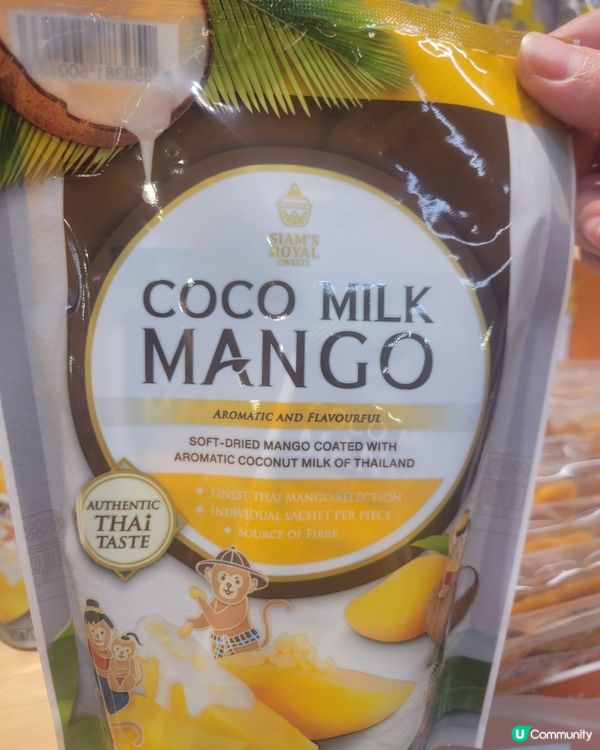 SIAM'S
ROYAL
SWEETS
COCO MILK
MANGO
AROMATIC AND FLAVOURFUL
SOFT-DRIED MANGO COATED WITH
AROMATIC COCONUT MILK OF THAILAND
FINEST THAI MANGO SELECTION
INDIVIDUAL SACHET PER PIECE
SOURCE OF FIBRE
AUTHENTIC
THAi
TASTE
U Community